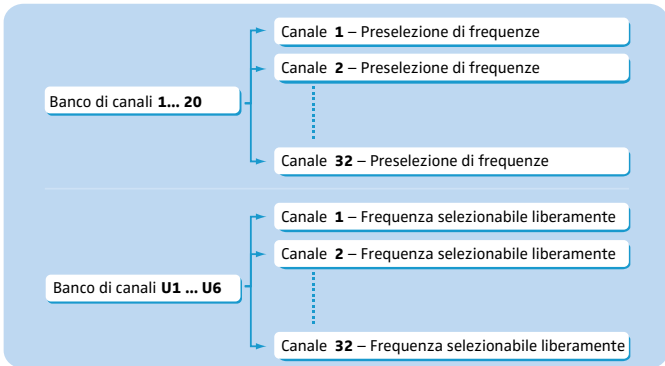 Canale 1 – Preselezione di frequenze
Canale 2 – Preselezione di frequenze
Banco di canali 1... 20
Canale 32 – Preselezione di frequenze
Canale 1 – Frequenza selezionabile liberamente
Canale 2 – Frequenza selezionabile liberamente
Banco di canali U1 ... U6
Canale 32 – Frequenza selezionabile liberamente